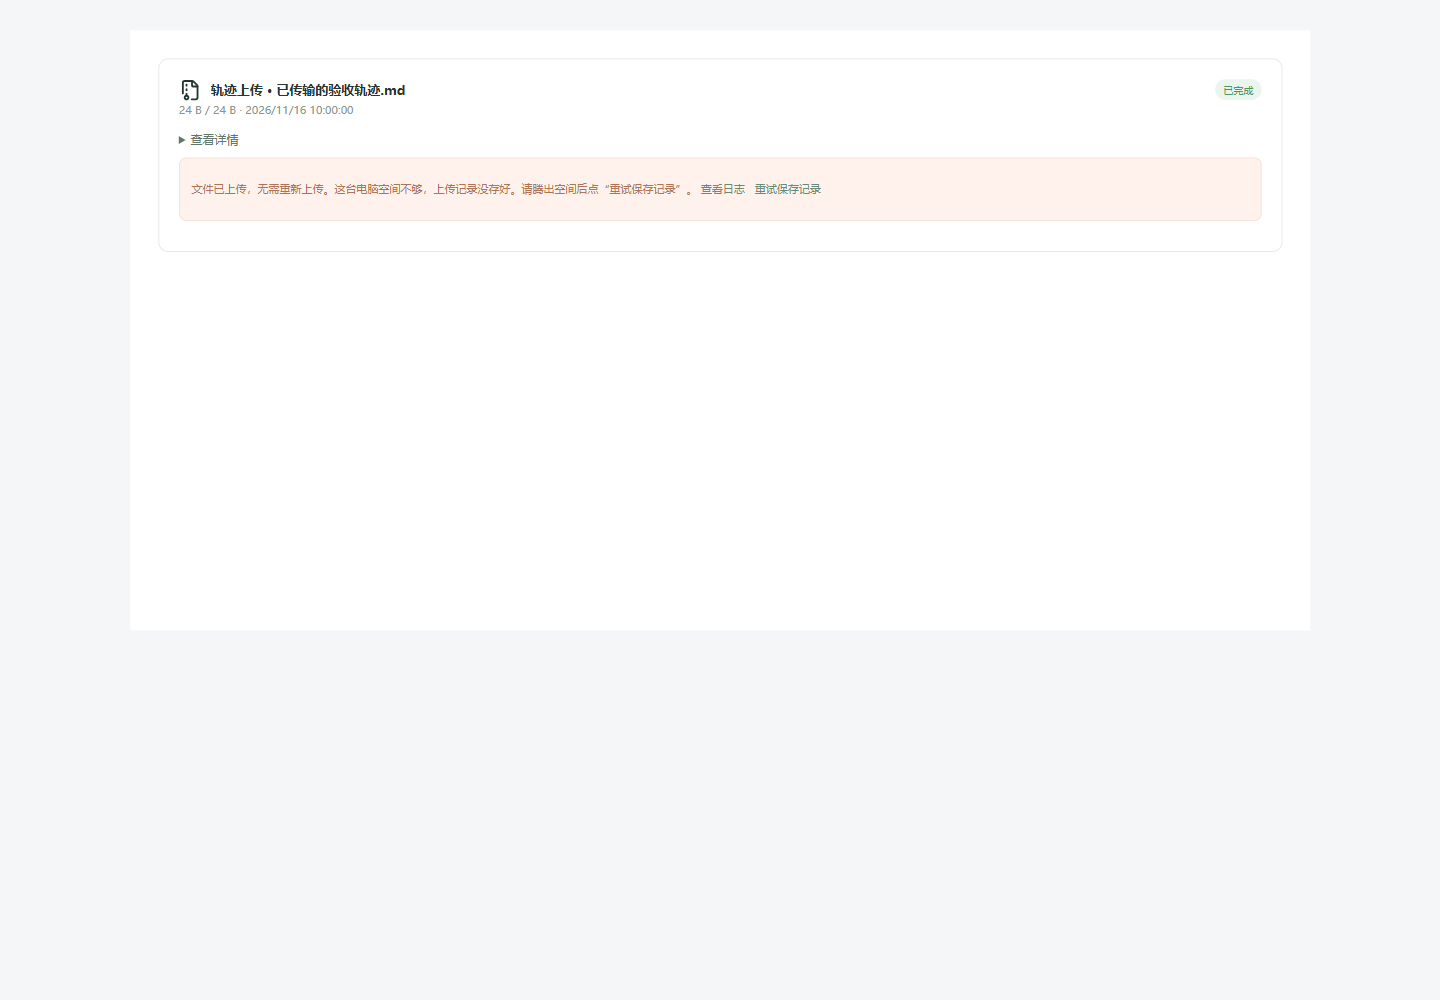 轨迹上传 • 已传输的验收轨迹.md
已完成
24 B / 24 B · 2026/11/16 10:00:00
▶ 查看详情
文件已上传，无需重新上传。这台电脑空间不够，上传记录没存好。请腾出空间后点“重试保存记录”。 查看日志 重试保存记录